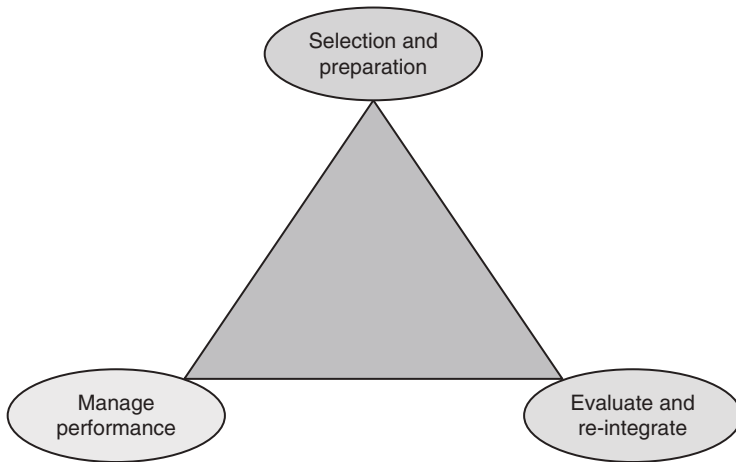 Selection and
preparation
Manage
performance
Evaluate and
re-integrate